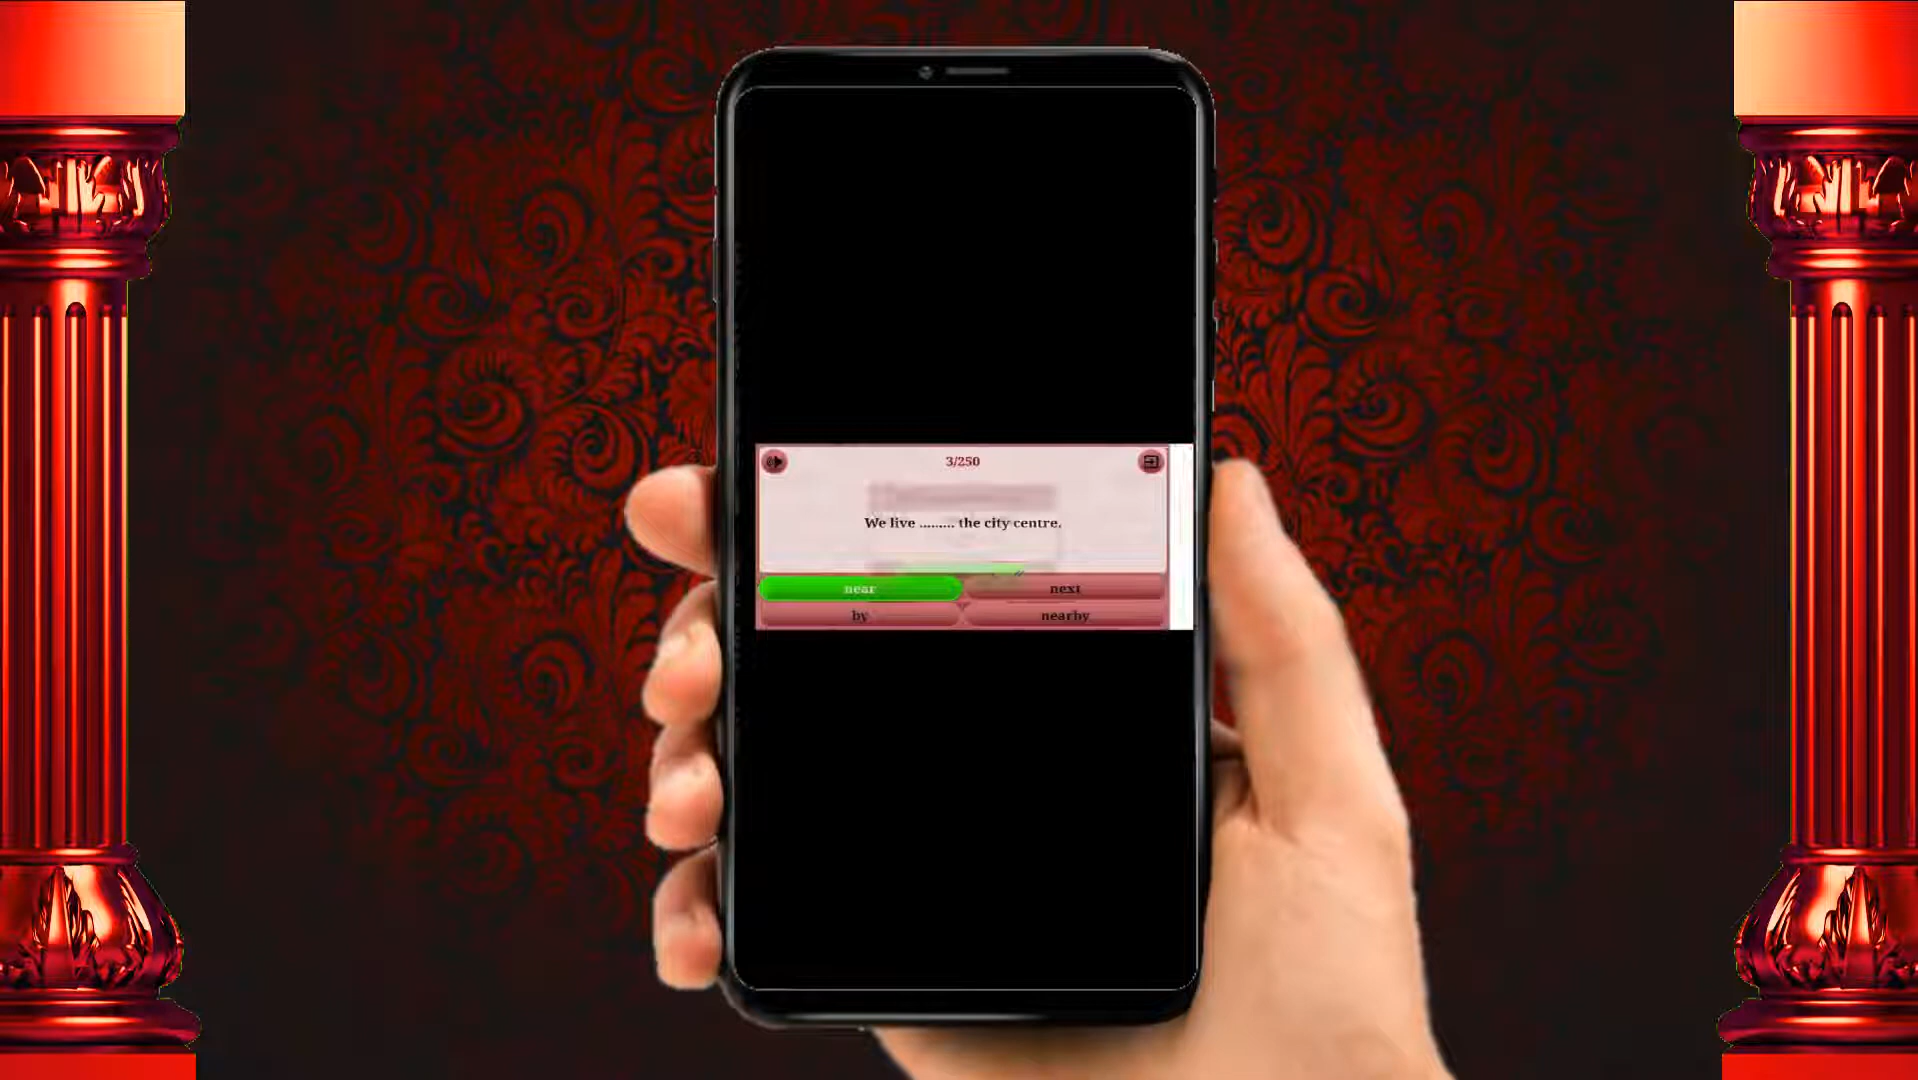 3/250
We live ......... the city centre.
near
next
by
nearby